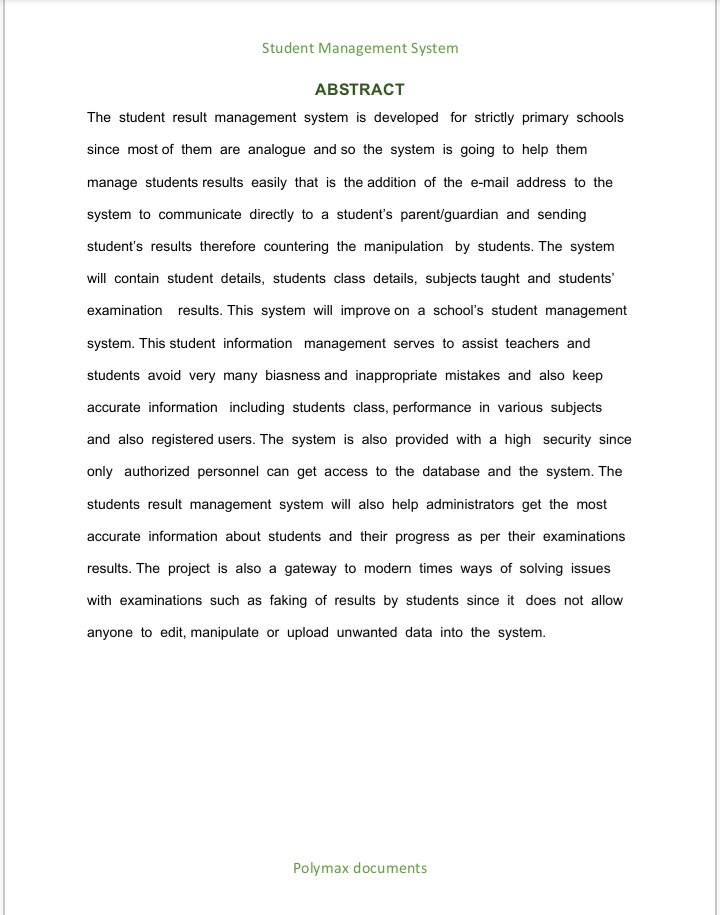 Student Management System
ABSTRACT
The student result management system is developed for strictly primary schools
since most of them are analogue and so the system is going to help them
manage students results easily that is the addition of the e-mail address to the
system to communicate directly to a student's parent/guardian and sending
student's results therefore countering the manipulation by students. The system
will contain student details, students class details, subjects taught and students'
examination results. This system will improve on a school's student management
system. This student information management serves to assist teachers and
students avoid very many biasness and inappropriate mistakes and also keep
accurate information including students class, performance in various subjects
and also registered users. The system is also provided with a high security since
only authorized personnel can get access to the database and the system. The
students result management system will also help administrators get the most
accurate information about students and their progress as per their examinations
results. The project is also a gateway to modern times ways of solving issues
with examinations such as faking of results by students since it does not allow
anyone to edit, manipulate or upload unwanted data into the system.
Polymax documents